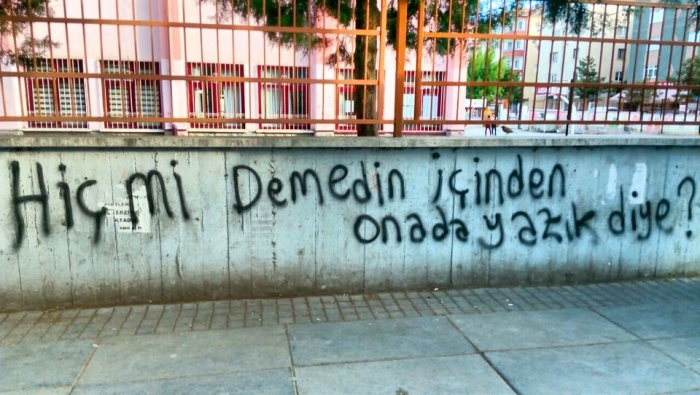 Hiç mi Demedin içinden
onada yazık diye?